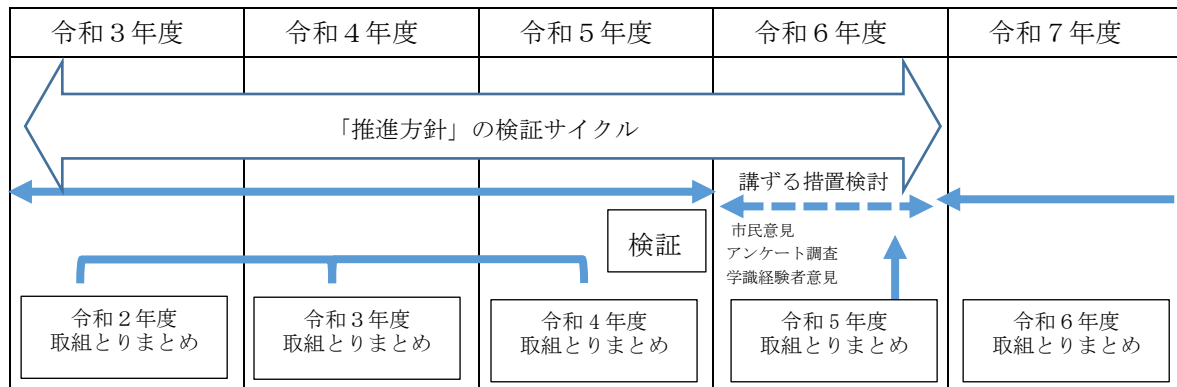 令和３年度
令和４年度
令和５年度
令和６年度
令和７年度
「推進方針」の検証サイクル
講ずる措置検討
検証
市民意見
アンケート調査
学識経験者意見
令和２年度
取組とりまとめ
令和３年度
取組とりまとめ
令和４年度
取組とりまとめ
令和５年度
取組とりまとめ
令和６年度
取組とりまとめ